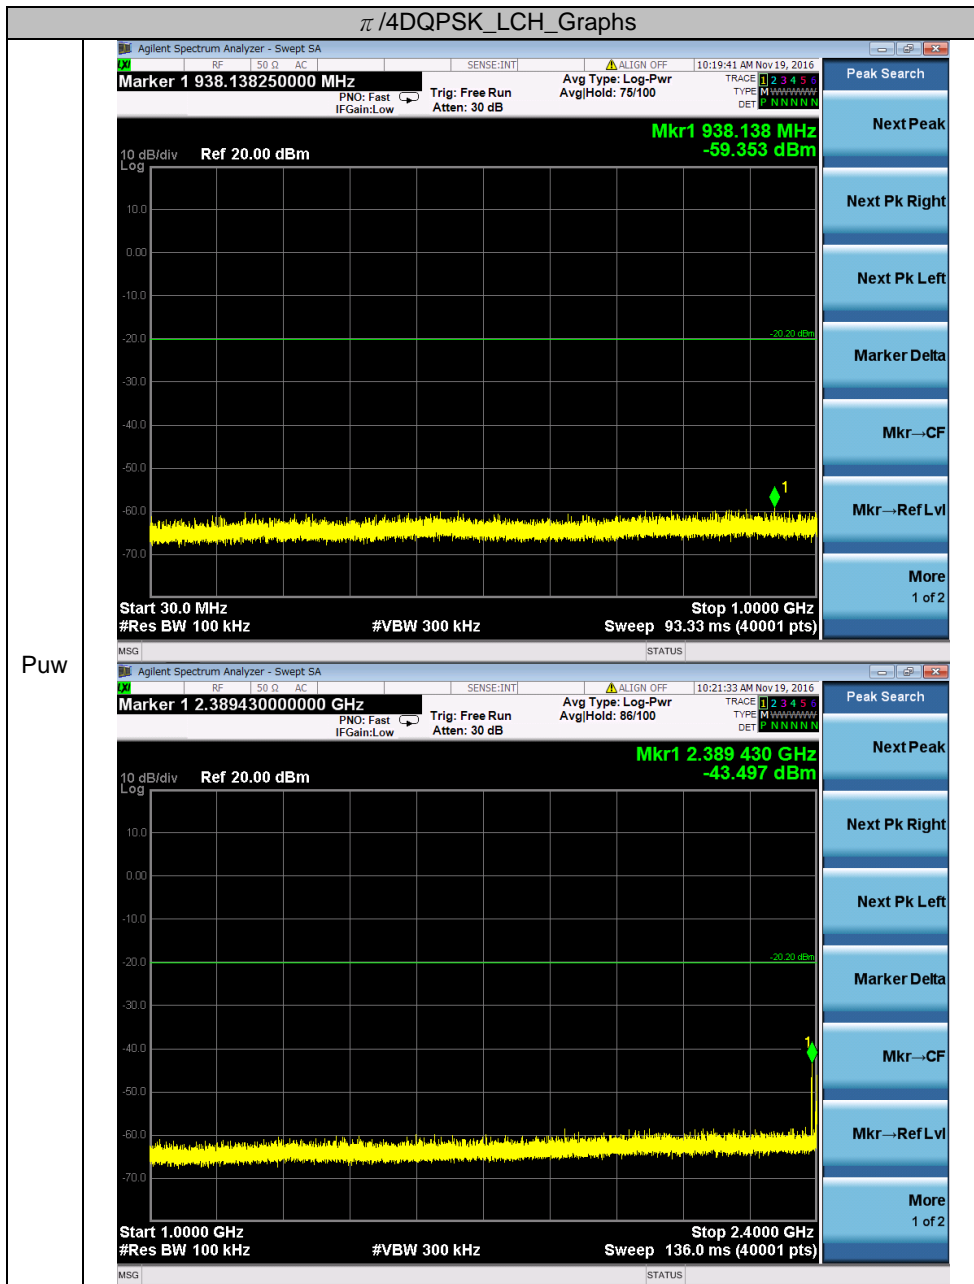 π/4DQPSK_LCH_Graphs
Puw
Agilent Spectrum Analyzer - Swept SA
LXI RF 50 Ω AC SENSE:INT ALIGN OFF 10:19:41 AM Nov 19, 2016
Marker 1 938.138250000 MHz
PNO: Fast
IFGain:Low
Trig: Free Run
Atten: 30 dB
Avg Type: Log-Pwr
Avg|Hold: 75/100
TRACE 1 2 3 4 5 6
TYPE M WWWWW
DET P N N N N N
Mkr1 938.138 MHz
-59.353 dBm
10 dB/div Ref 20.00 dBm
Log
10.0
0.00
-10.0
-20.0
-20.20 dBm
-30.0
-40.0
-50.0
1
-60.0
-70.0
Start 30.0 MHz Stop 1.0000 GHz
#Res BW 100 kHz #VBW 300 kHz Sweep 93.33 ms (40001 pts)
MSG STATUS
Peak Search
Next Peak
Next Pk Right
Next Pk Left
Marker Delta
Mkr→CF
Mkr→Ref Lvl
More
1 of 2
Agilent Spectrum Analyzer - Swept SA
LXI RF 50 Ω AC SENSE:INT ALIGN OFF 10:21:33 AM Nov 19, 2016
Marker 1 2.389430000000 GHz
PNO: Fast
IFGain:Low
Trig: Free Run
Atten: 30 dB
Avg Type: Log-Pwr
Avg|Hold: 86/100
TRACE 1 2 3 4 5 6
TYPE M WWWWW
DET P N N N N N
Mkr1 2.389 430 GHz
-43.497 dBm
10 dB/div Ref 20.00 dBm
Log
10.0
0.00
-10.0
-20.0
-20.20 dBm
-30.0
-40.0
1
-50.0
-60.0
-70.0
Start 1.0000 GHz Stop 2.4000 GHz
#Res BW 100 kHz #VBW 300 kHz Sweep 136.0 ms (40001 pts)
MSG STATUS
Peak Search
Next Peak
Next Pk Right
Next Pk Left
Marker Delta
Mkr→CF
Mkr→Ref Lvl
More
1 of 2